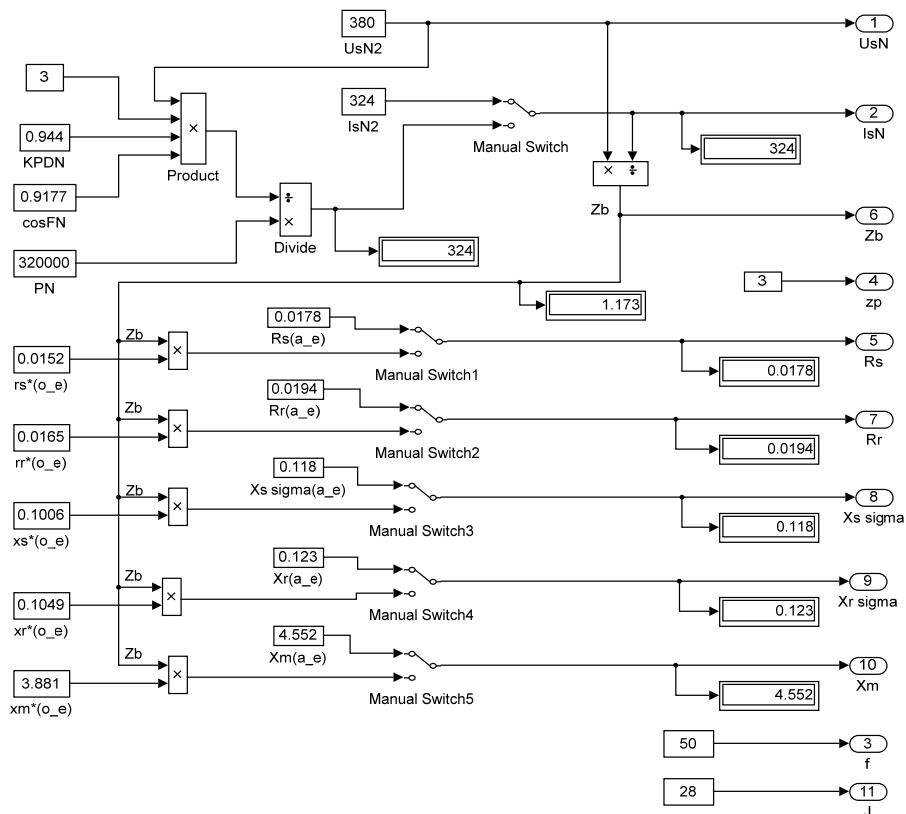 380
UsN2
1
UsN
3
324
IsN2
2
IsN
Manual Switch
324
0.944
KPDN
×
Product
0.9177
cosFN
× ÷
Zb
÷
×
Divide
6
Zb
324
320000
PN
3
4
zp
1.173
Zb
×
0.0178
Rs(a_e)
5
Rs
0.0152
rs*(o_e)
Manual Switch1
0.0178
Zb
×
0.0194
Rr(a_e)
7
Rr
0.0165
rr*(o_e)
Manual Switch2
0.0194
Zb
×
0.118
Xs sigma(a_e)
8
Xs sigma
0.1006
xs*(o_e)
Manual Switch3
0.118
Zb
×
0.123
Xr(a_e)
9
Xr sigma
0.1049
xr*(o_e)
Manual Switch4
0.123
Zb
×
4.552
Xm(a_e)
10
Xm
3.881
xm*(o_e)
Manual Switch5
4.552
50
3
f
28
11
J